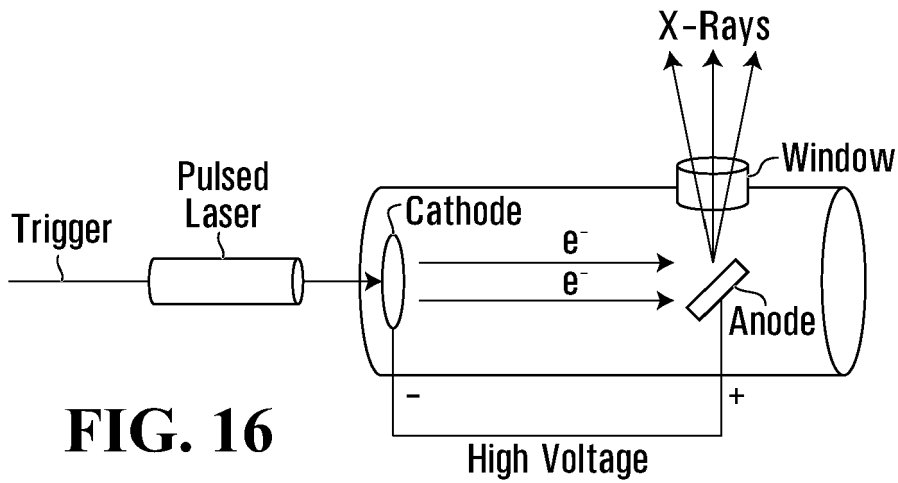 X-Rays
Window
Pulsed
Laser
Cathode
Trigger
e⁻
e⁻
Anode
−
+
FIG. 16
High Voltage